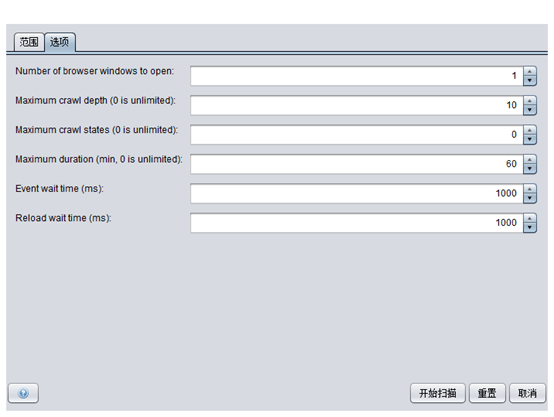 范围 选项
Number of browser windows to open: 1
Maximum crawl depth (0 is unlimited): 10
Maximum crawl states (0 is unlimited): 0
Maximum duration (min, 0 is unlimited): 60
Event wait time (ms): 1000
Reload wait time (ms): 1000
? 开始扫描 重置 取消